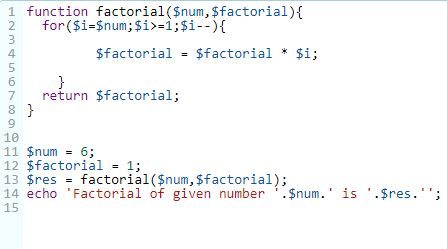 1 function factorial($num,$factorial){
2   for($i=$num;$i>=1;$i--){
3
4         $factorial = $factorial * $i;
5
6     }
7   return $factorial;
8 }
9
10
11 $num = 6;
12 $factorial = 1;
13 $res = factorial($num,$factorial);
14 echo 'Factorial of given number '.$num.' is '.$res.'';
15